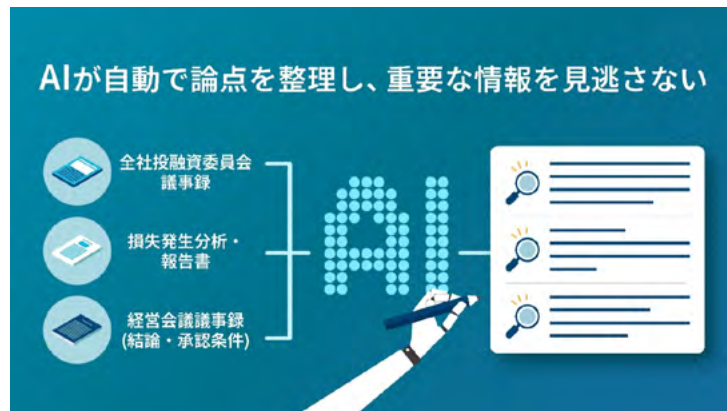 AIが自動で論点を整理し、重要な情報を見逃さない
全社投融資委員会
議事録
損失発生分析・
報告書
経営会議議事録
(結論・承認条件)
AI